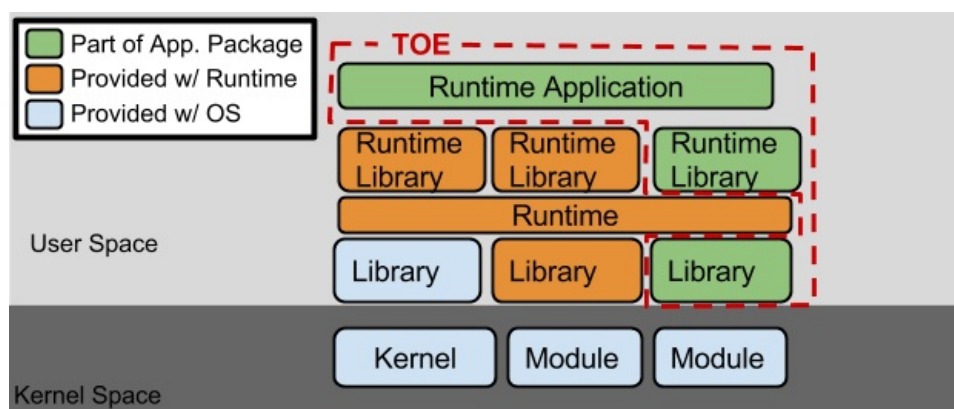 Part of App. Package
Provided w/ Runtime
Provided w/ OS
TOE
Runtime Application
Runtime
Library
Runtime
Library
Runtime
Library
Runtime
User Space
Library
Library
Library
Kernel
Module
Module
Kernel Space